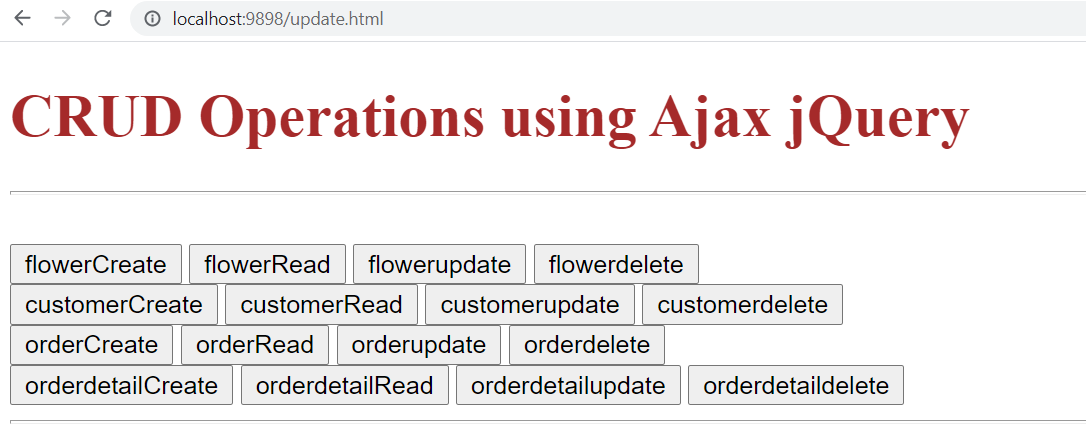 localhost:9898/update.html
CRUD Operations using Ajax jQuery
flowerCreate flowerRead flowerupdate flowerdelete
customerCreate customerRead customerupdate customerdelete
orderCreate orderRead orderupdate orderdelete
orderdetailCreate orderdetailRead orderdetailupdate orderdetaildelete